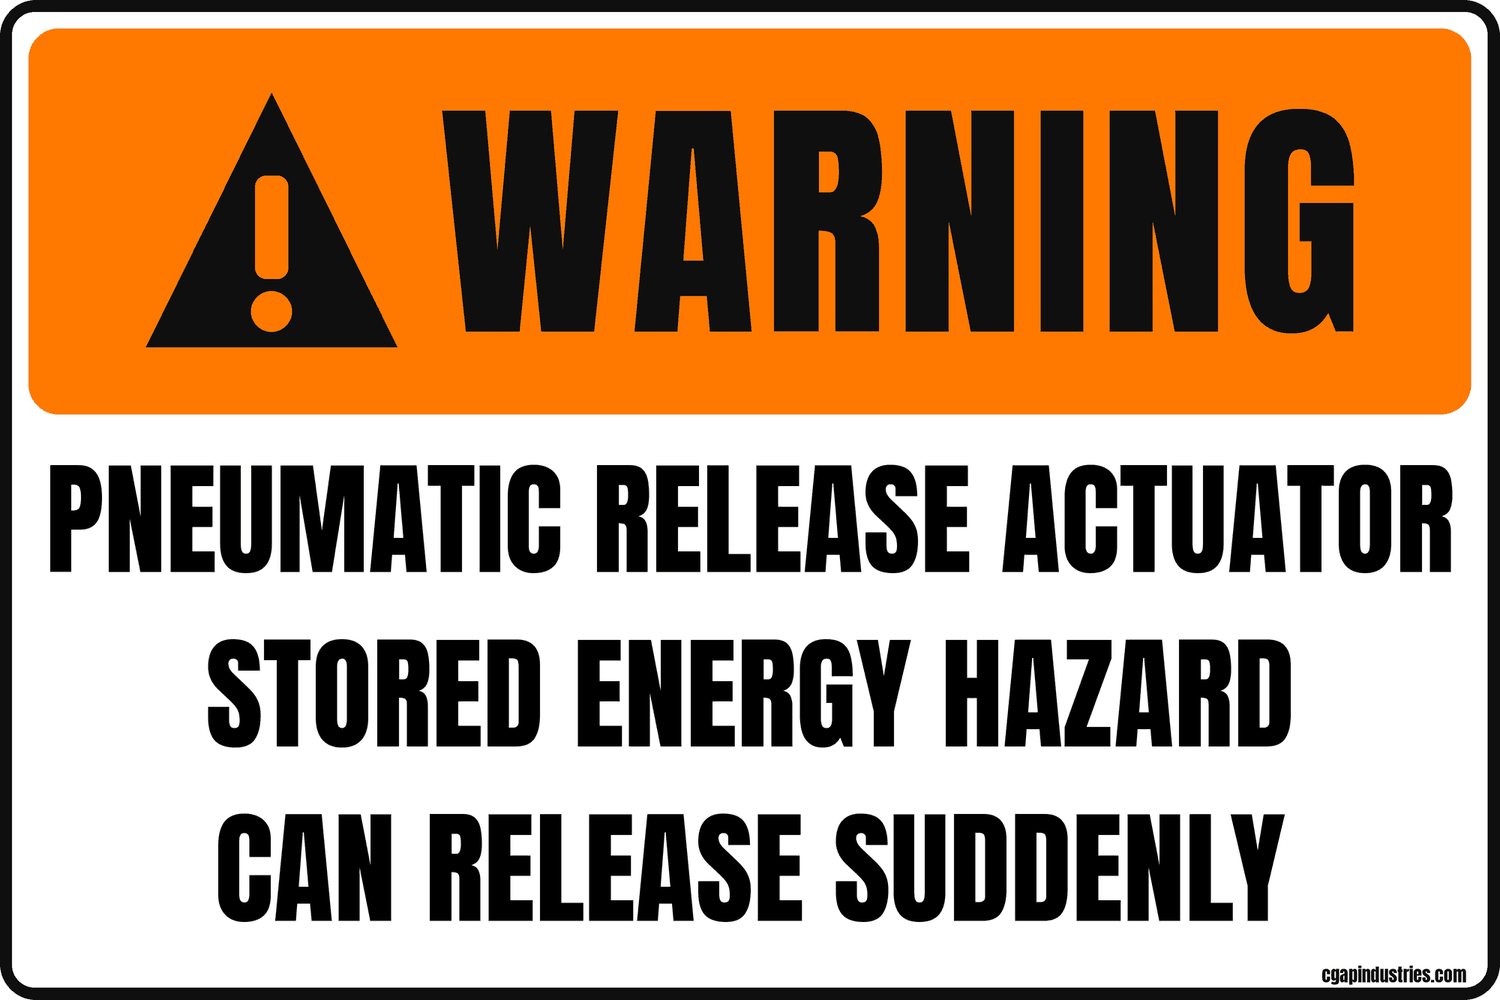 WARNING
PNEUMATIC RELEASE ACTUATOR
STORED ENERGY HAZARD
CAN RELEASE SUDDENLY
cgapindustries.com